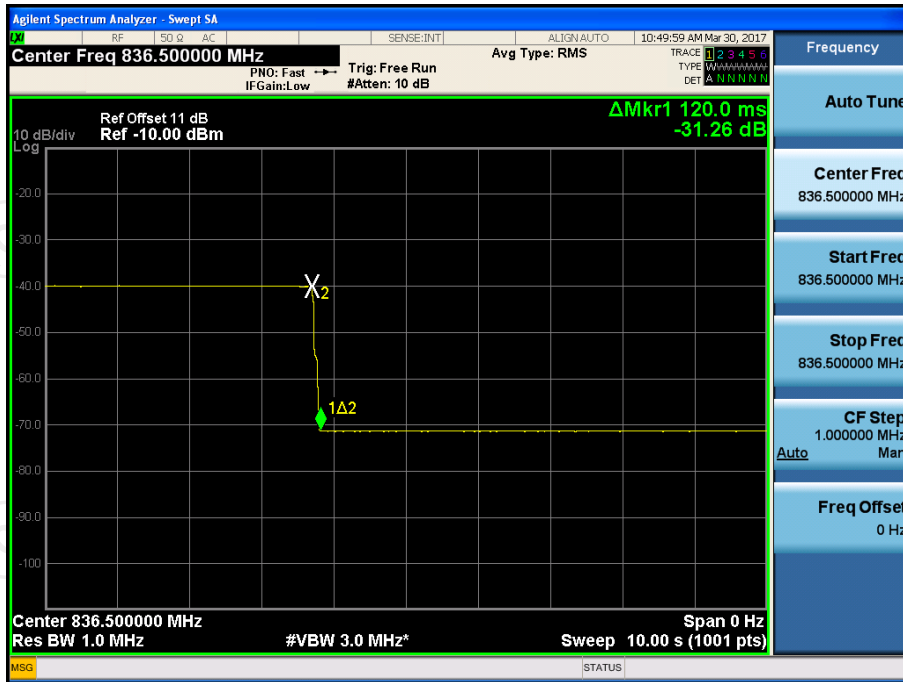 Agilent Spectrum Analyzer - Swept SA
LXI RF 50 Ω AC SENSE:INT ALIGN AUTO 10:49:59 AM Mar 30, 2017
Center Freq 836.500000 MHz
PNO: Fast
IFGain:Low
Trig: Free Run
#Atten: 10 dB
Avg Type: RMS
TRACE 1 2 3 4 5 6
TYPE WWWWWW
DET A N N N N N
ΔMkr1 120.0 ms
-31.26 dB
Ref Offset 11 dB
10 dB/div Ref -10.00 dBm
Log
-20.0
-30.0
-40.0
-50.0
-60.0
-70.0
-80.0
-90.0
-100
X2
1Δ2
Center 836.500000 MHz Span 0 Hz
Res BW 1.0 MHz #VBW 3.0 MHz* Sweep 10.00 s (1001 pts)
MSG STATUS
Frequency
Auto Tune
Center Freq
836.500000 MHz
Start Freq
836.500000 MHz
Stop Freq
836.500000 MHz
CF Step
1.000000 MHz
Auto Man
Freq Offset
0 Hz